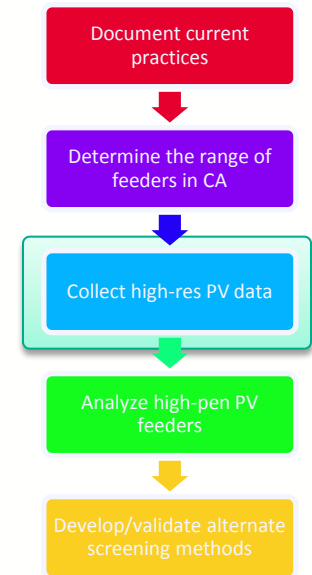 Document current
practices
Determine the range of
feeders in CA
Collect high-res PV data
Analyze high-pen PV
feeders
Develop/validate alternate
screening methods